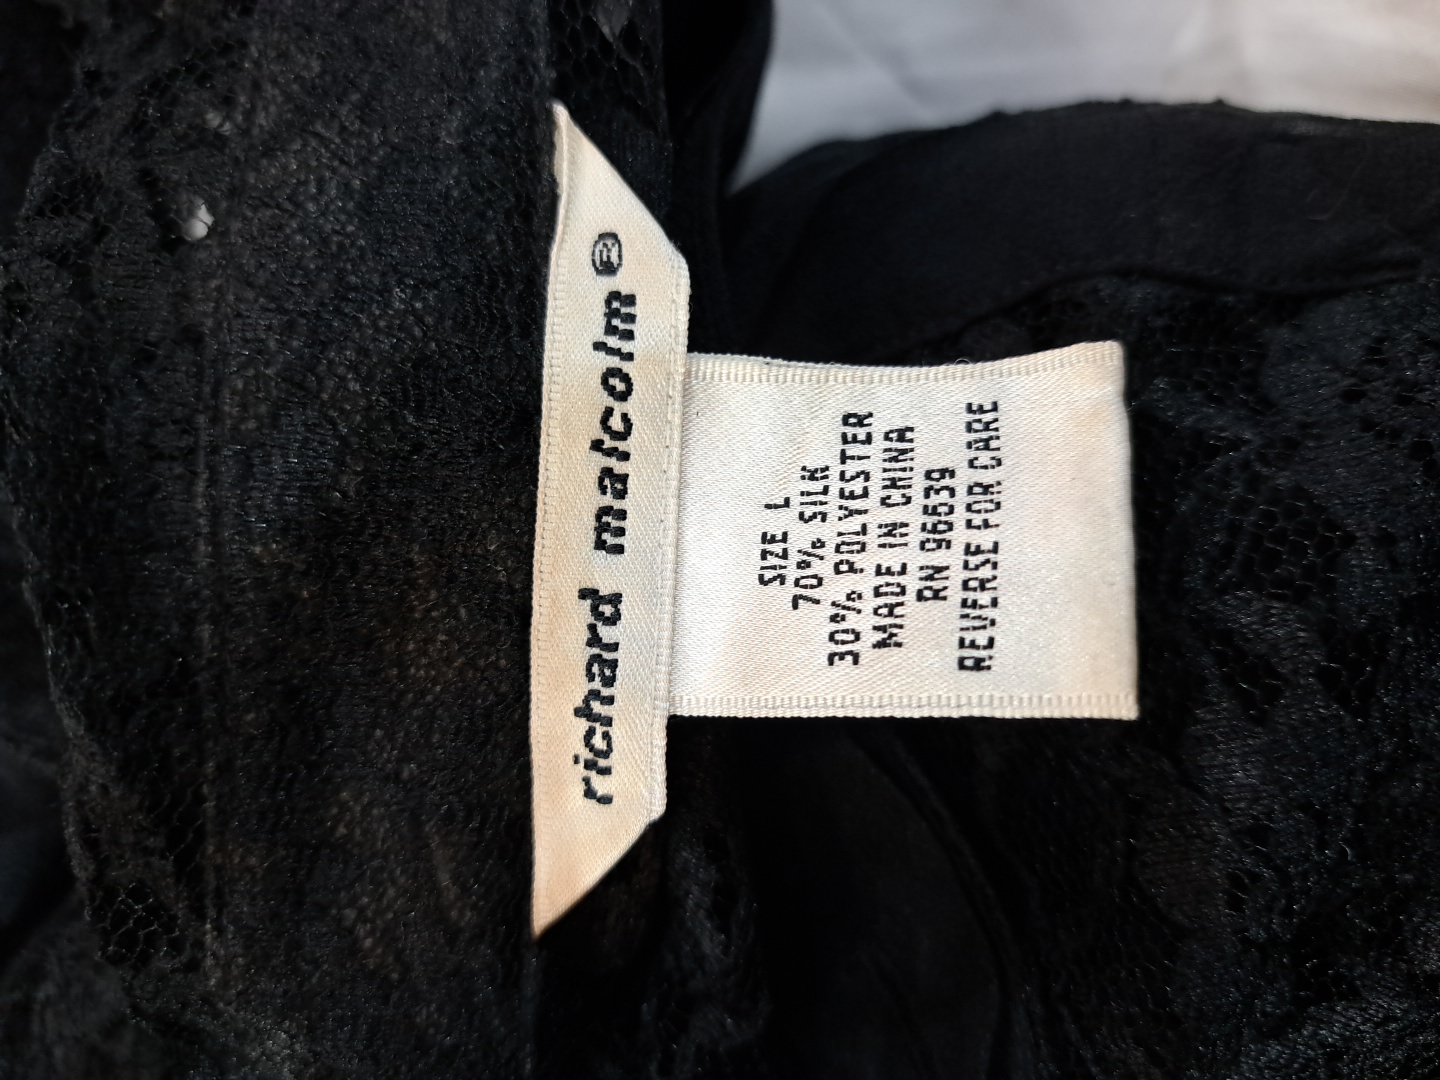 richard malcolm®
SIZE L
70% SILK
30% POLYESTER
MADE IN CHINA
RN 96639
REVERSE FOR CARE